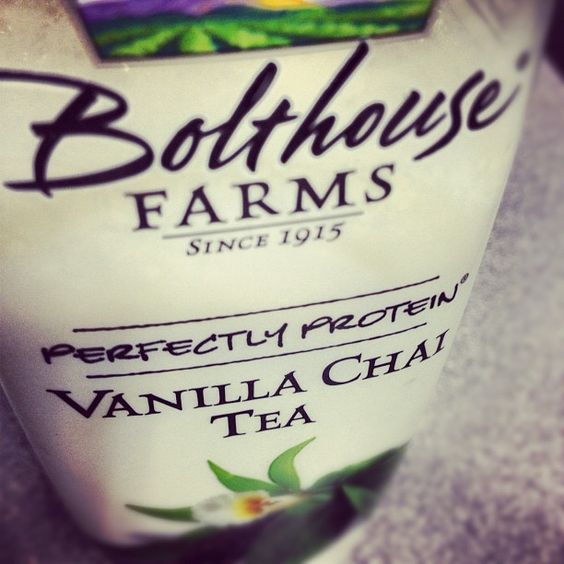 Bolthouse®
FARMS
SINCE 1915
PERFECTLY PROTEIN®
VANILLA CHAI
TEA